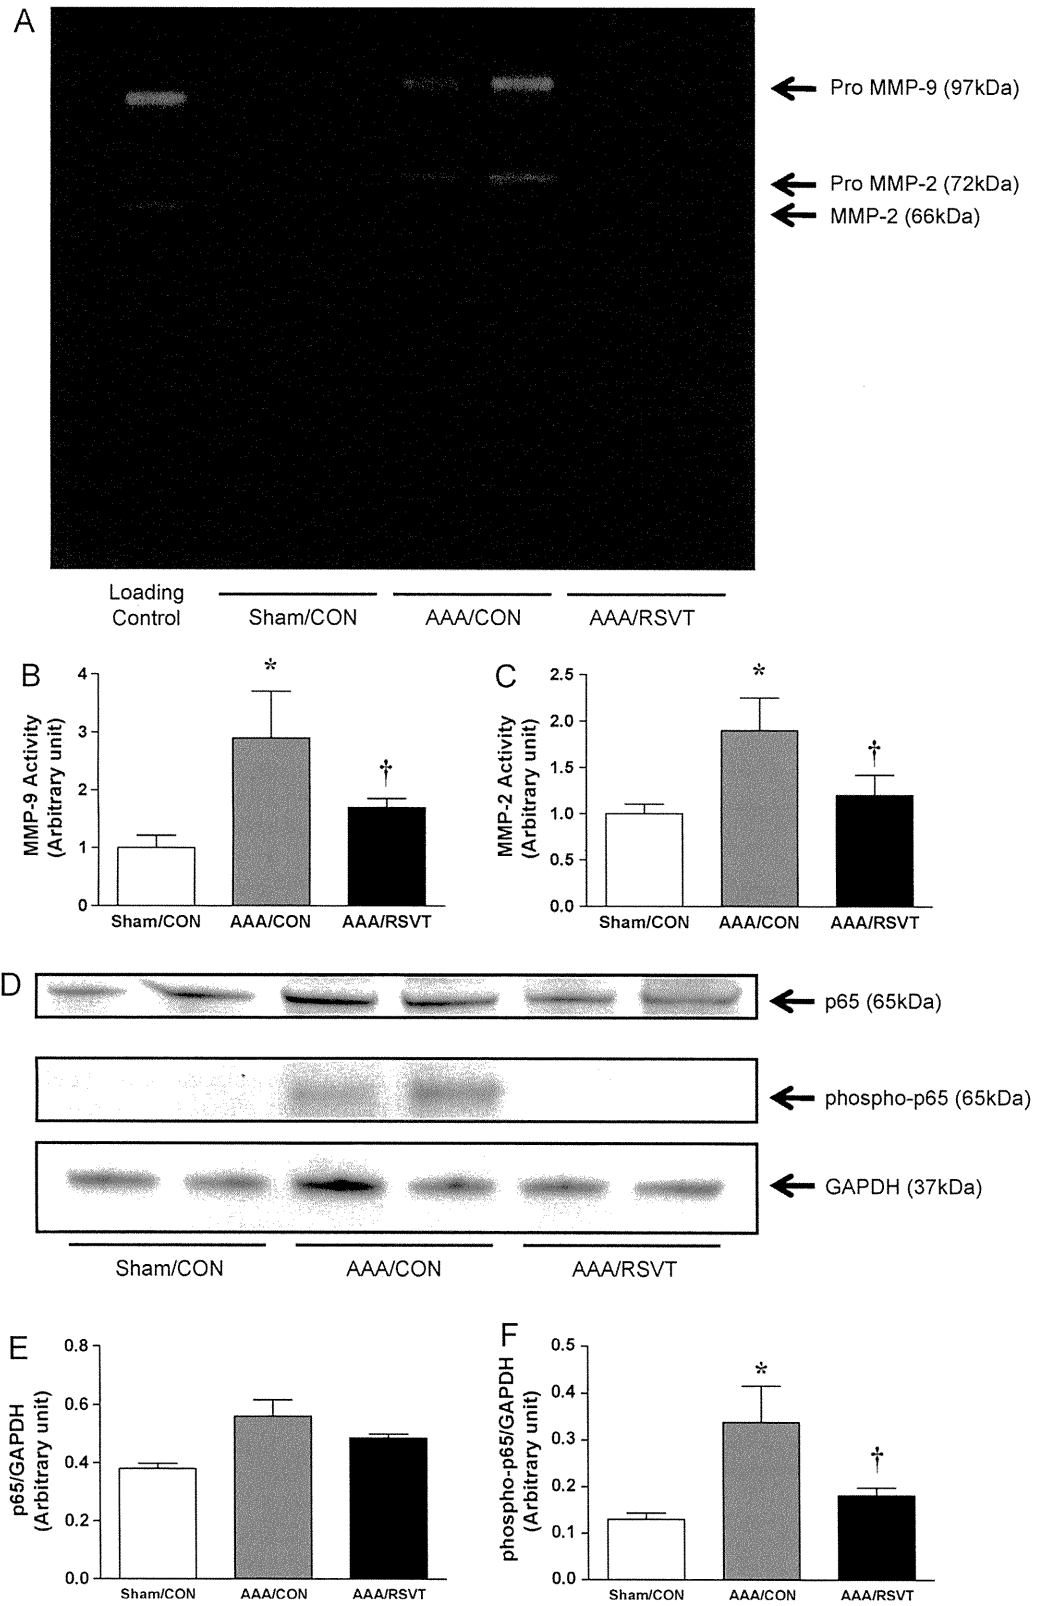 A
Pro MMP-9 (97kDa)
Pro MMP-2 (72kDa)
MMP-2 (66kDa)
Loading
Control
Sham/CON
AAA/CON
AAA/RSVT
B
MMP-9 Activity
(Arbitrary unit)
4
3
2
1
0
*
†
Sham/CON
AAA/CON
AAA/RSVT
C
MMP-2 Activity
(Arbitrary unit)
2.5
2.0
1.5
1.0
0.5
0.0
*
†
Sham/CON
AAA/CON
AAA/RSVT
D
p65 (65kDa)
phospho-p65 (65kDa)
GAPDH (37kDa)
Sham/CON
AAA/CON
AAA/RSVT
E
p65/GAPDH
(Arbitrary unit)
0.8
0.6
0.4
0.2
0.0
Sham/CON
AAA/CON
AAA/RSVT
F
phospho-p65/GAPDH
(Arbitrary unit)
0.5
0.4
0.3
0.2
0.1
0.0
*
†
Sham/CON
AAA/CON
AAA/RSVT